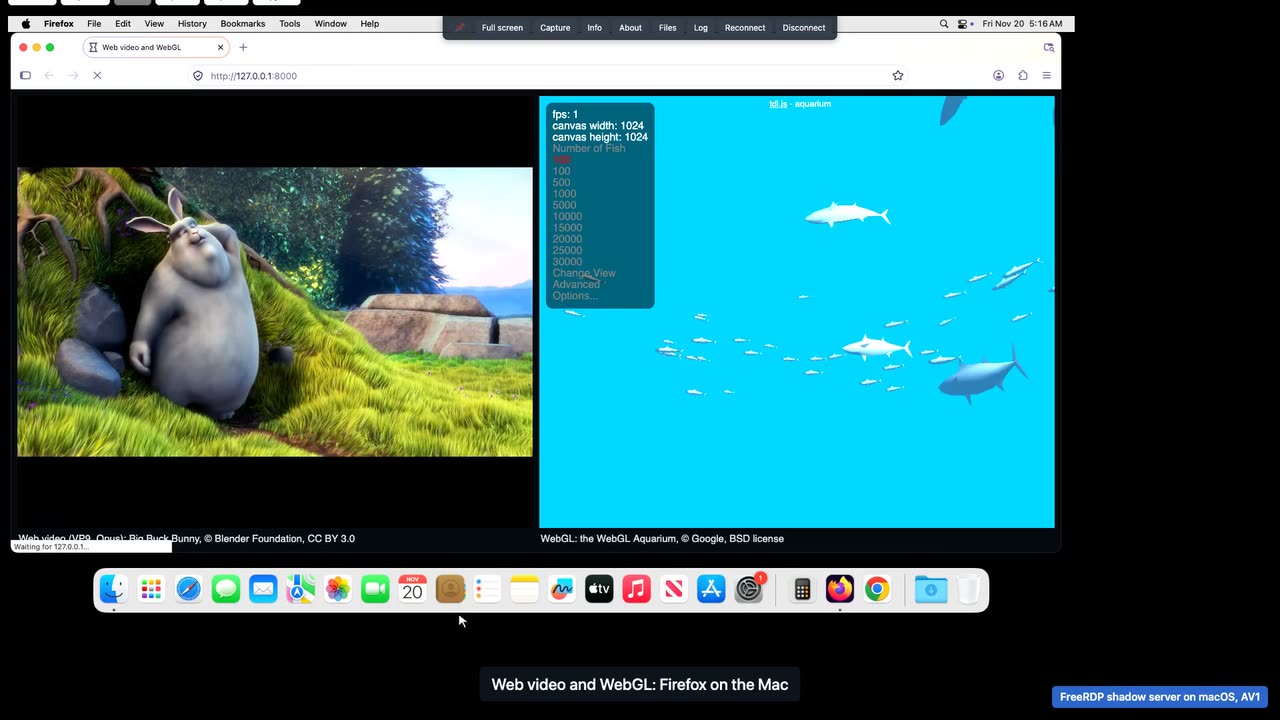 Firefox File Edit View History Bookmarks Tools Window Help
Full screen Capture Info About Files Log Reconnect Disconnect
Fri Nov 20 5:16 AM
Web video and WebGL
http://127.0.0.1:8000
tdl.js - aquarium
fps: 1
canvas width: 1024
canvas height: 1024
Number of Fish
100
500
1000
5000
10000
15000
20000
25000
30000
Change View
Advanced
Options...
Web video (VP9, Opus): Big Buck Bunny, © Blender Foundation, CC BY 3.0
WebGL: the WebGL Aquarium, © Google, BSD license
Waiting for 127.0.0.1...
NOV
20
tv
1
Web video and WebGL: Firefox on the Mac
FreeRDP shadow server on macOS, AV1